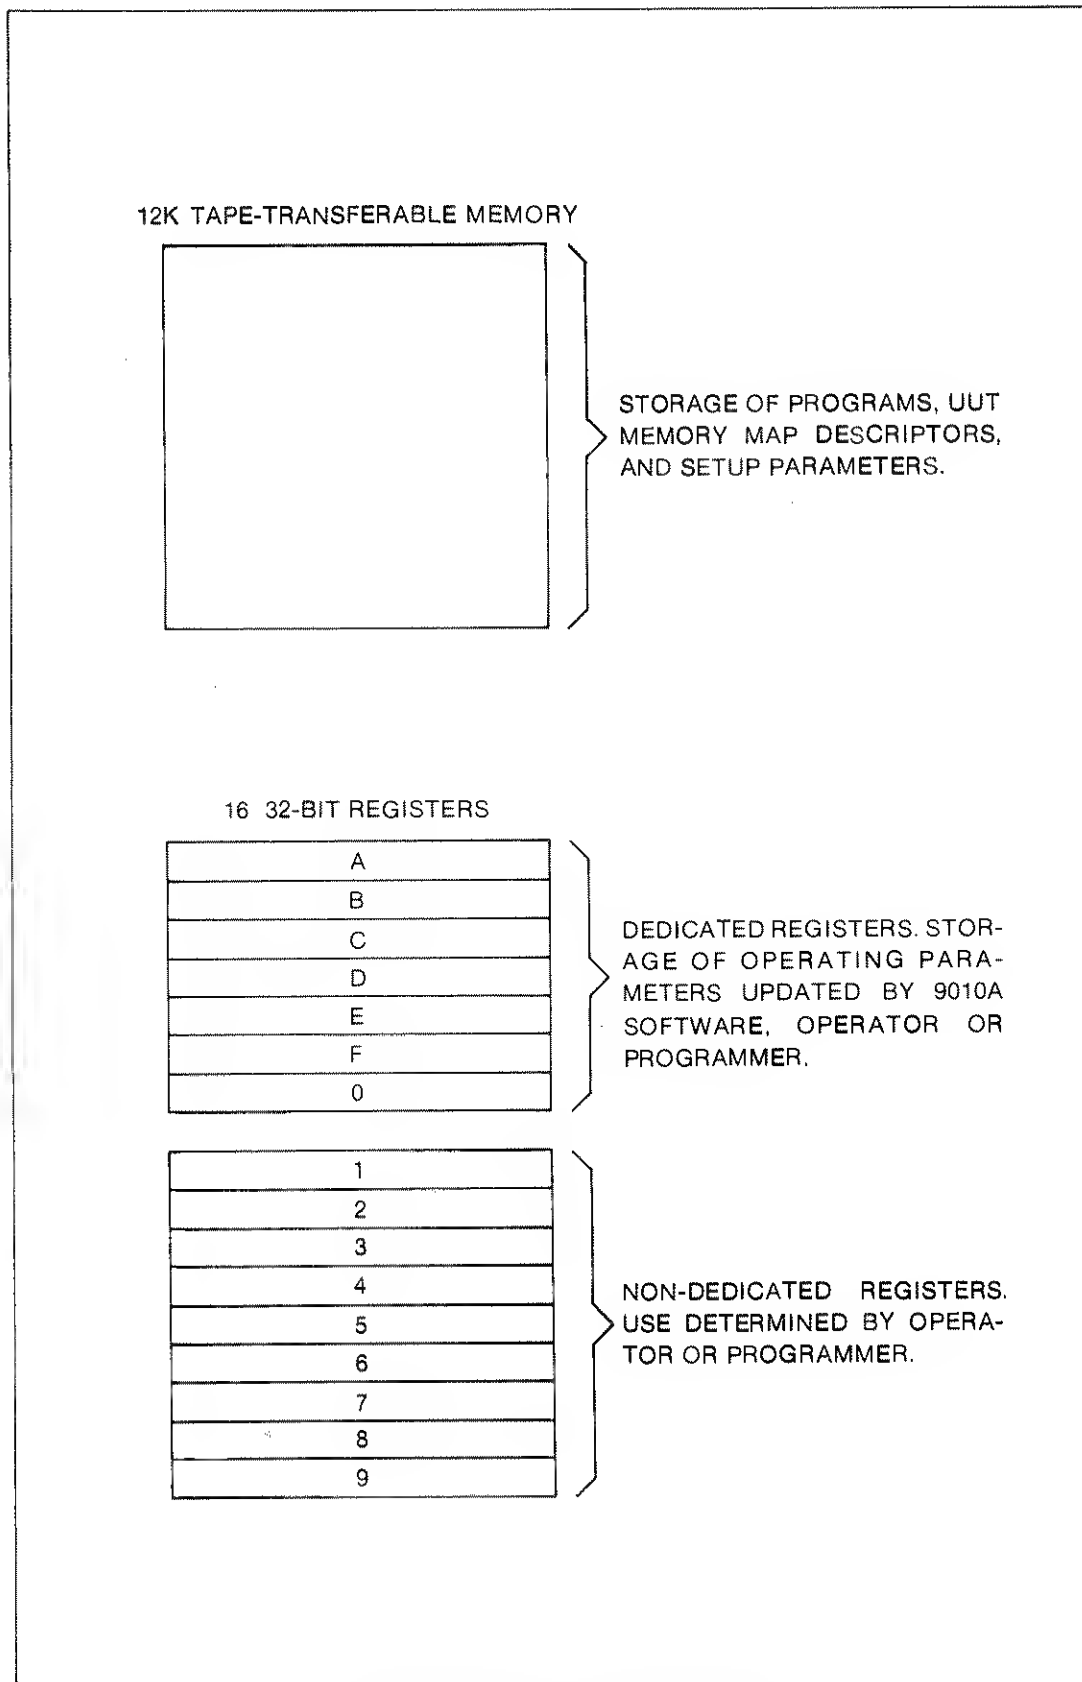 12K TAPE-TRANSFERABLE MEMORY
STORAGE OF PROGRAMS, UUT
MEMORY MAP DESCRIPTORS,
AND SETUP PARAMETERS.
16 32-BIT REGISTERS
A
B
C
D
E
F
0
DEDICATED REGISTERS. STOR-
AGE OF OPERATING PARA-
METERS UPDATED BY 9010A
SOFTWARE, OPERATOR OR
PROGRAMMER.
1
2
3
4
5
6
7
8
9
NON-DEDICATED REGISTERS.
USE DETERMINED BY OPERA-
TOR OR PROGRAMMER.